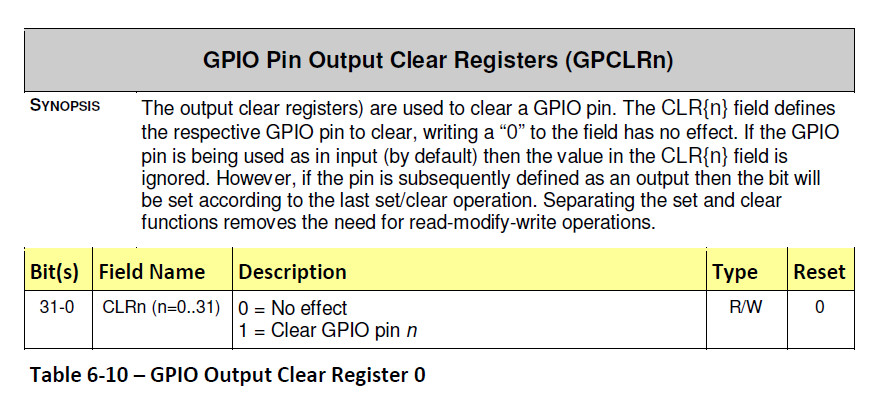 GPIO Pin Output Clear Registers (GPCLRn)
SYNOPSIS
The output clear registers) are used to clear a GPIO pin. The CLR{n} field defines
the respective GPIO pin to clear, writing a “0” to the field has no effect. If the GPIO
pin is being used as in input (by default) then the value in the CLR{n} field is
ignored. However, if the pin is subsequently defined as an output then the bit will
be set according to the last set/clear operation. Separating the set and clear
functions removes the need for read-modify-write operations.
Bit(s) Field Name Description Type Reset
31-0 CLRn (n=0..31) 0 = No effect R/W 0
1 = Clear GPIO pin n
Table 6-10 – GPIO Output Clear Register 0